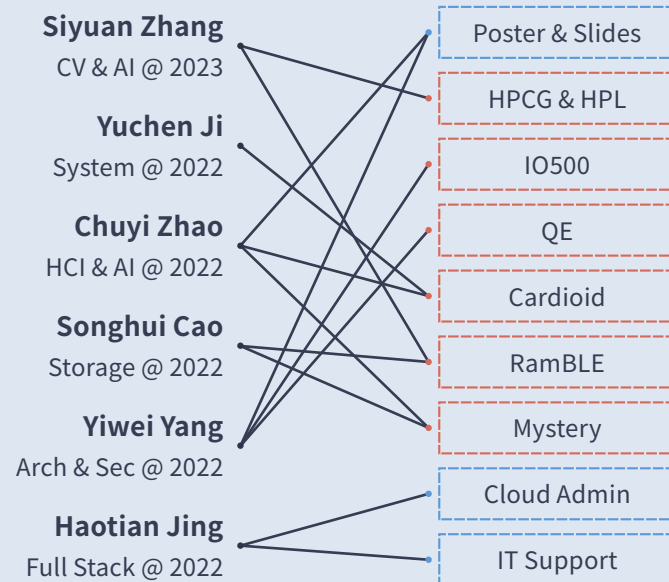 Siyuan Zhang
CV & AI @ 2023
Yuchen Ji
System @ 2022
Chuyi Zhao
HCI & AI @ 2022
Songhui Cao
Storage @ 2022
Yiwei Yang
Arch & Sec @ 2022
Haotian Jing
Full Stack @ 2022
Poster & Slides
HPCG & HPL
IO500
QE
Cardioid
RamBLE
Mystery
Cloud Admin
IT Support